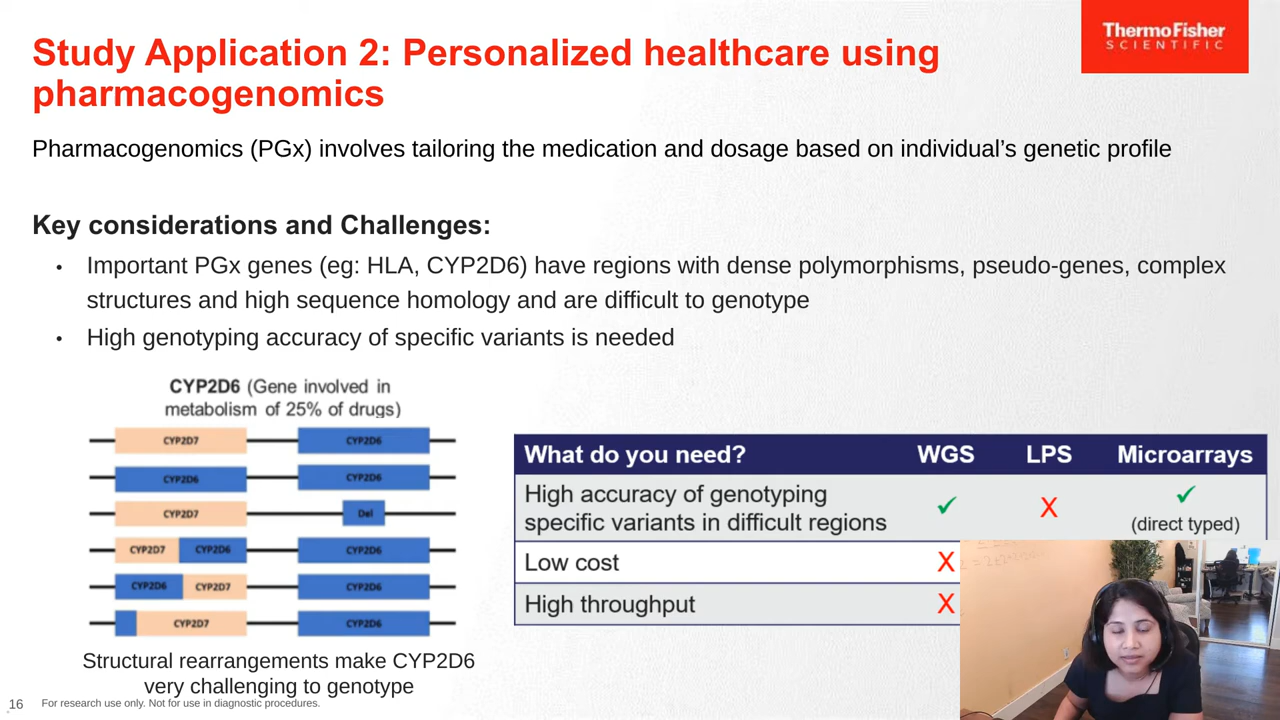 ThermoFisher
SCIENTIFIC
Study Application 2: Personalized healthcare using
pharmacogenomics
Pharmacogenomics (PGx) involves tailoring the medication and dosage based on individual’s genetic profile
Key considerations and Challenges:
• Important PGx genes (eg: HLA, CYP2D6) have regions with dense polymorphisms, pseudo-genes, complex
structures and high sequence homology and are difficult to genotype
• High genotyping accuracy of specific variants is needed
CYP2D6 (Gene involved in
metabolism of 25% of drugs)
CYP2D7 CYP2D6
CYP2D6 CYP2D6
CYP2D7 Del
CYP2D7 CYP2D6 CYP2D6
CYP2D6 CYP2D7 CYP2D6
CYP2D7 CYP2D6
Structural rearrangements make CYP2D6
very challenging to genotype
What do you need? WGS LPS Microarrays
High accuracy of genotyping
specific variants in difficult regions ✓ X ✓
(direct typed)
Low cost X
High throughput X
16 For research use only. Not for use in diagnostic procedures.